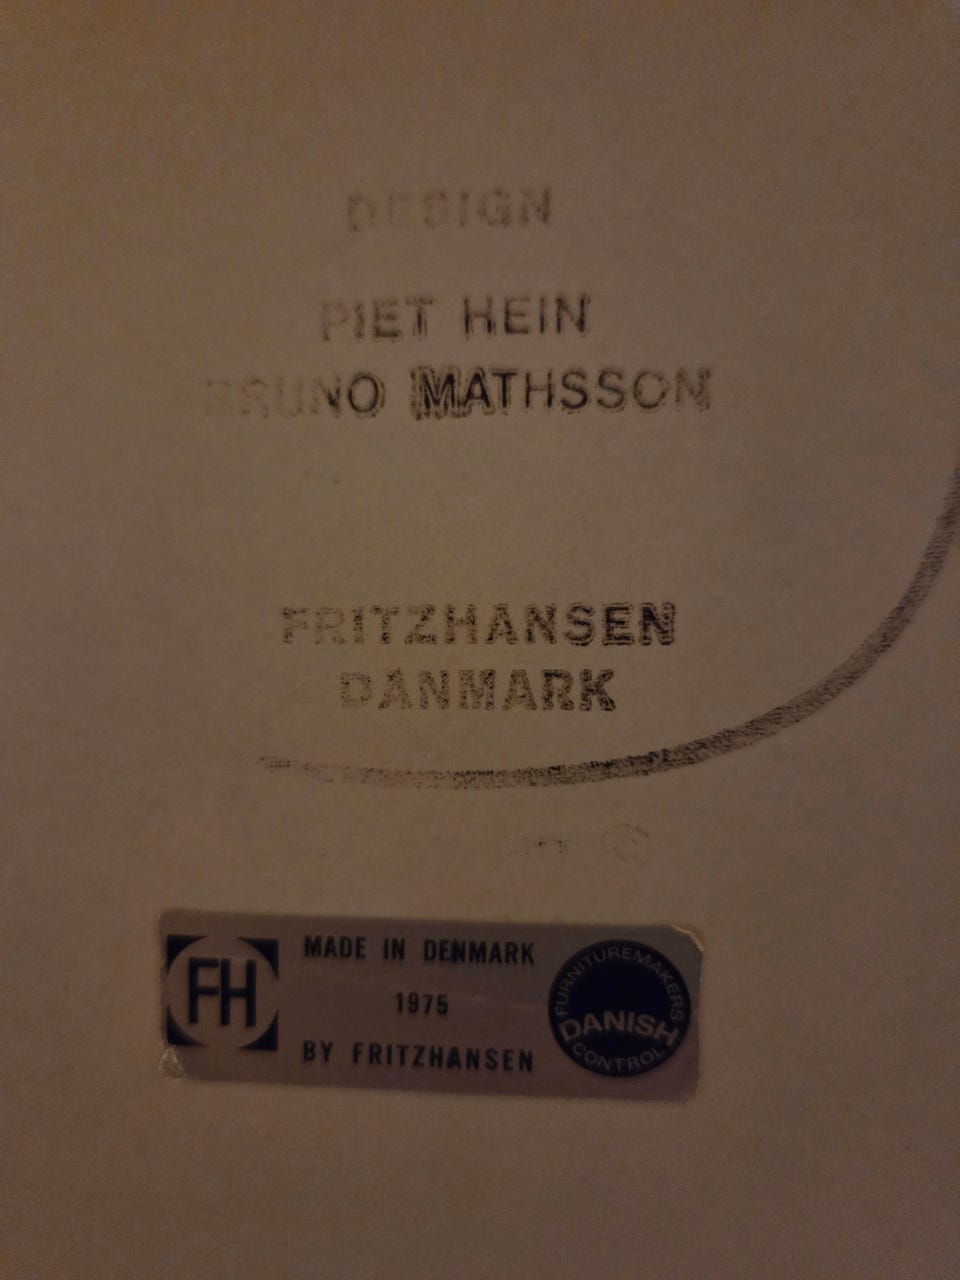 DESIGN
PIET HEIN
BRUNO MATHSSON
FRITZHANSEN
DANMARK
©
FH
MADE IN DENMARK
1975
BY FRITZHANSEN
FURNITUREMAKERS
DANISH
CONTROL